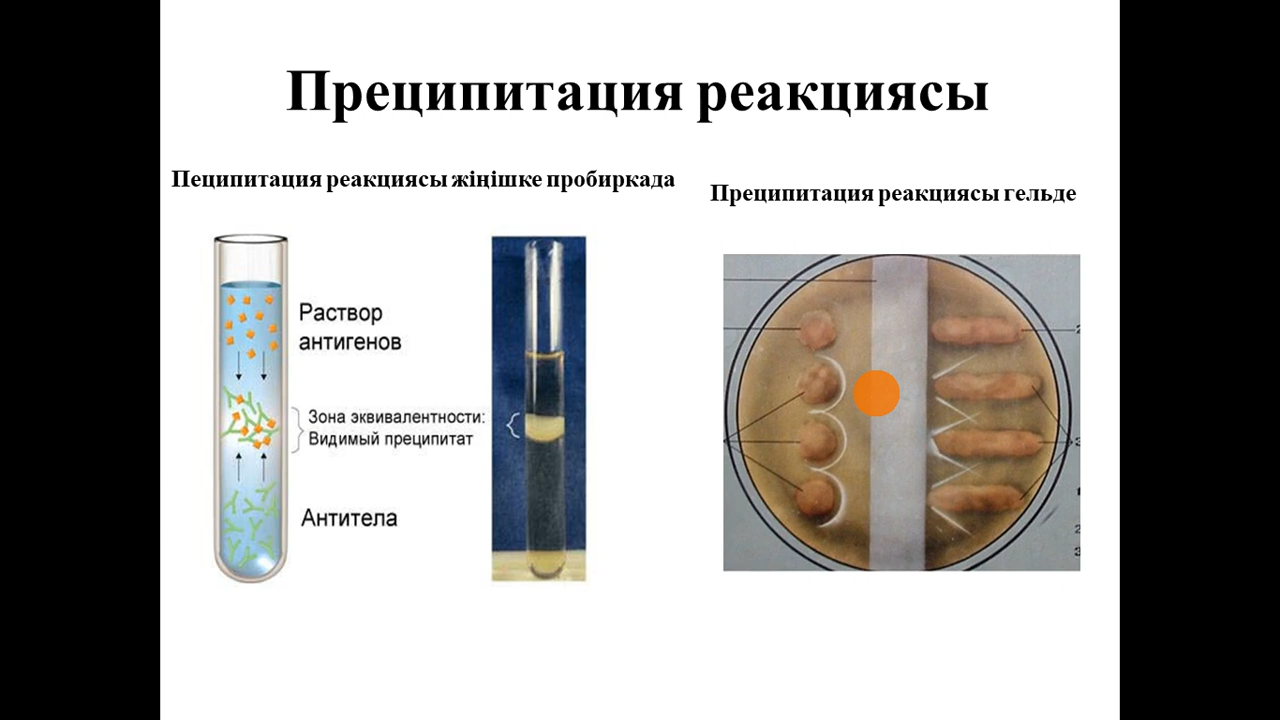 Преципитация реакциясы
Пеципитация реакциясы жіңішке пробиркада
Преципитация реакциясы гельде
Раствор
антигенов
Зона эквивалентности:
Видимый преципитат
Антитела